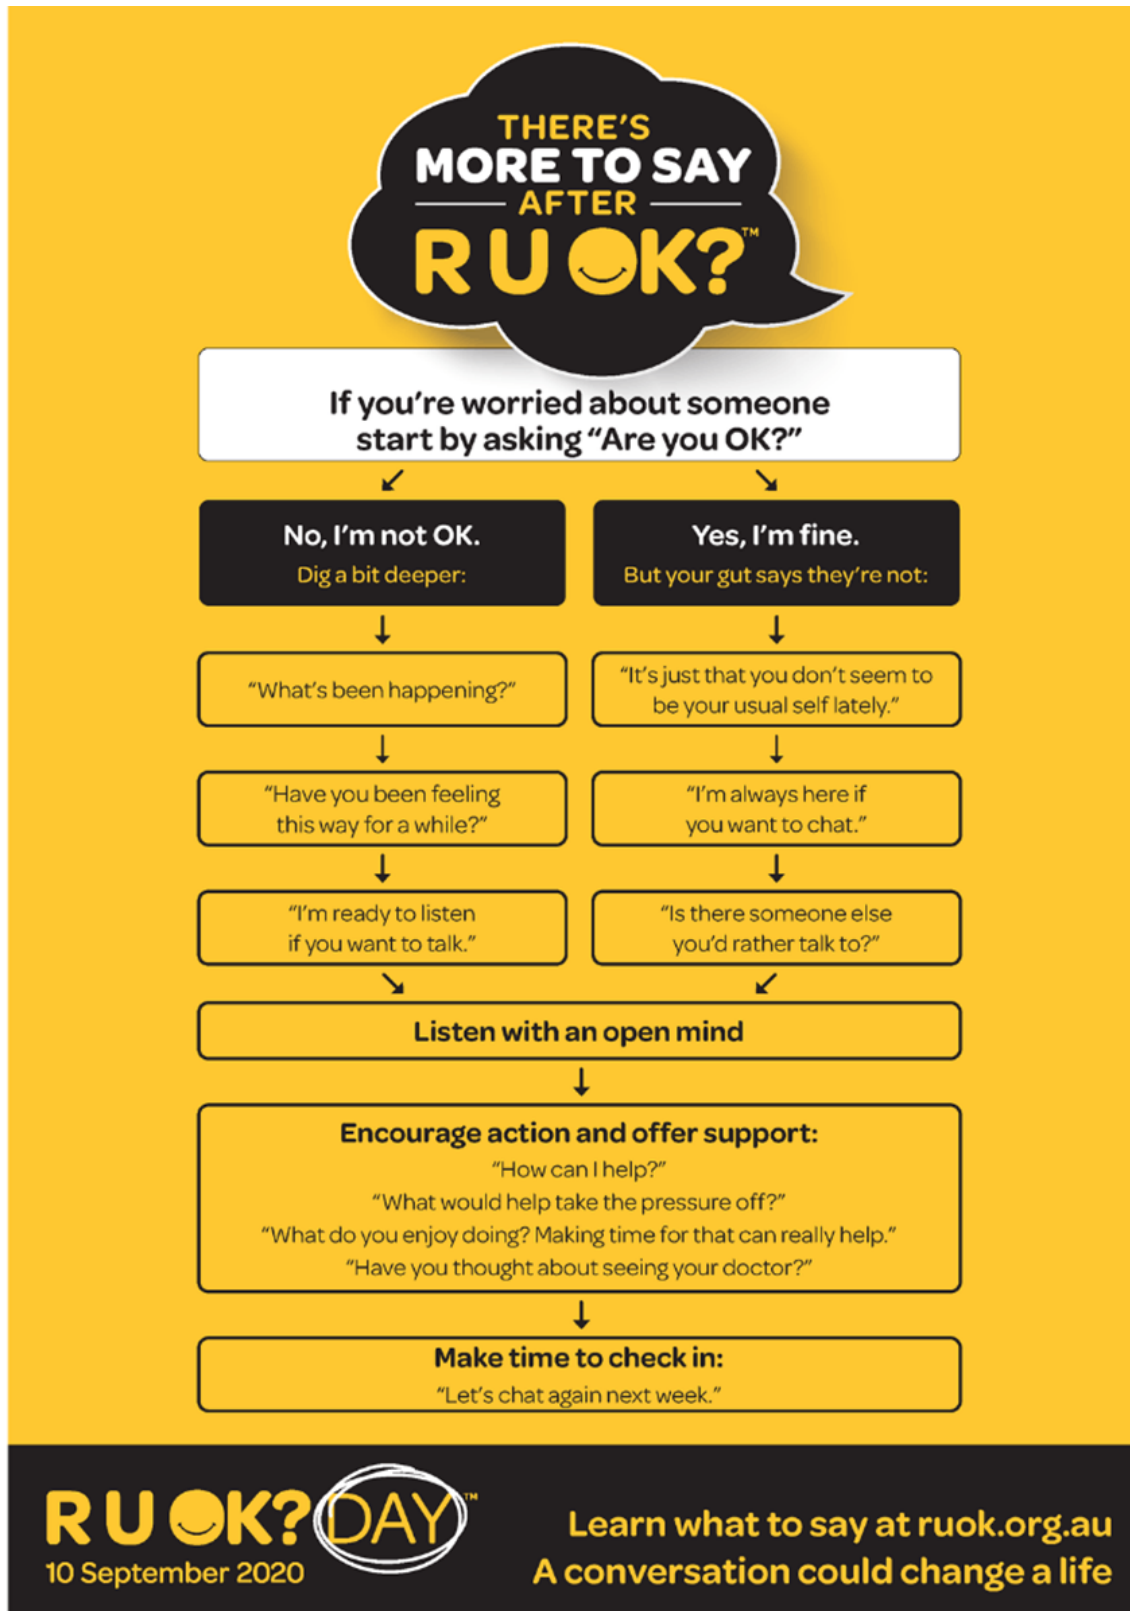 THERE'S
MORE TO SAY
AFTER
R U OK?™
If you're worried about someone
start by asking “Are you OK?”
No, I'm not OK.
Dig a bit deeper:
“What's been happening?”
“Have you been feeling
this way for a while?”
“I'm ready to listen
if you want to talk.”
Yes, I'm fine.
But your gut says they're not:
“It's just that you don't seem to
be your usual self lately.”
“I'm always here if
you want to chat.”
“Is there someone else
you'd rather talk to?”
Listen with an open mind
Encourage action and offer support:
“How can I help?”
“What would help take the pressure off?”
“What do you enjoy doing? Making time for that can really help.”
“Have you thought about seeing your doctor?”
Make time to check in:
“Let's chat again next week.”
R U OK? DAY™
10 September 2020
Learn what to say at ruok.org.au
A conversation could change a life